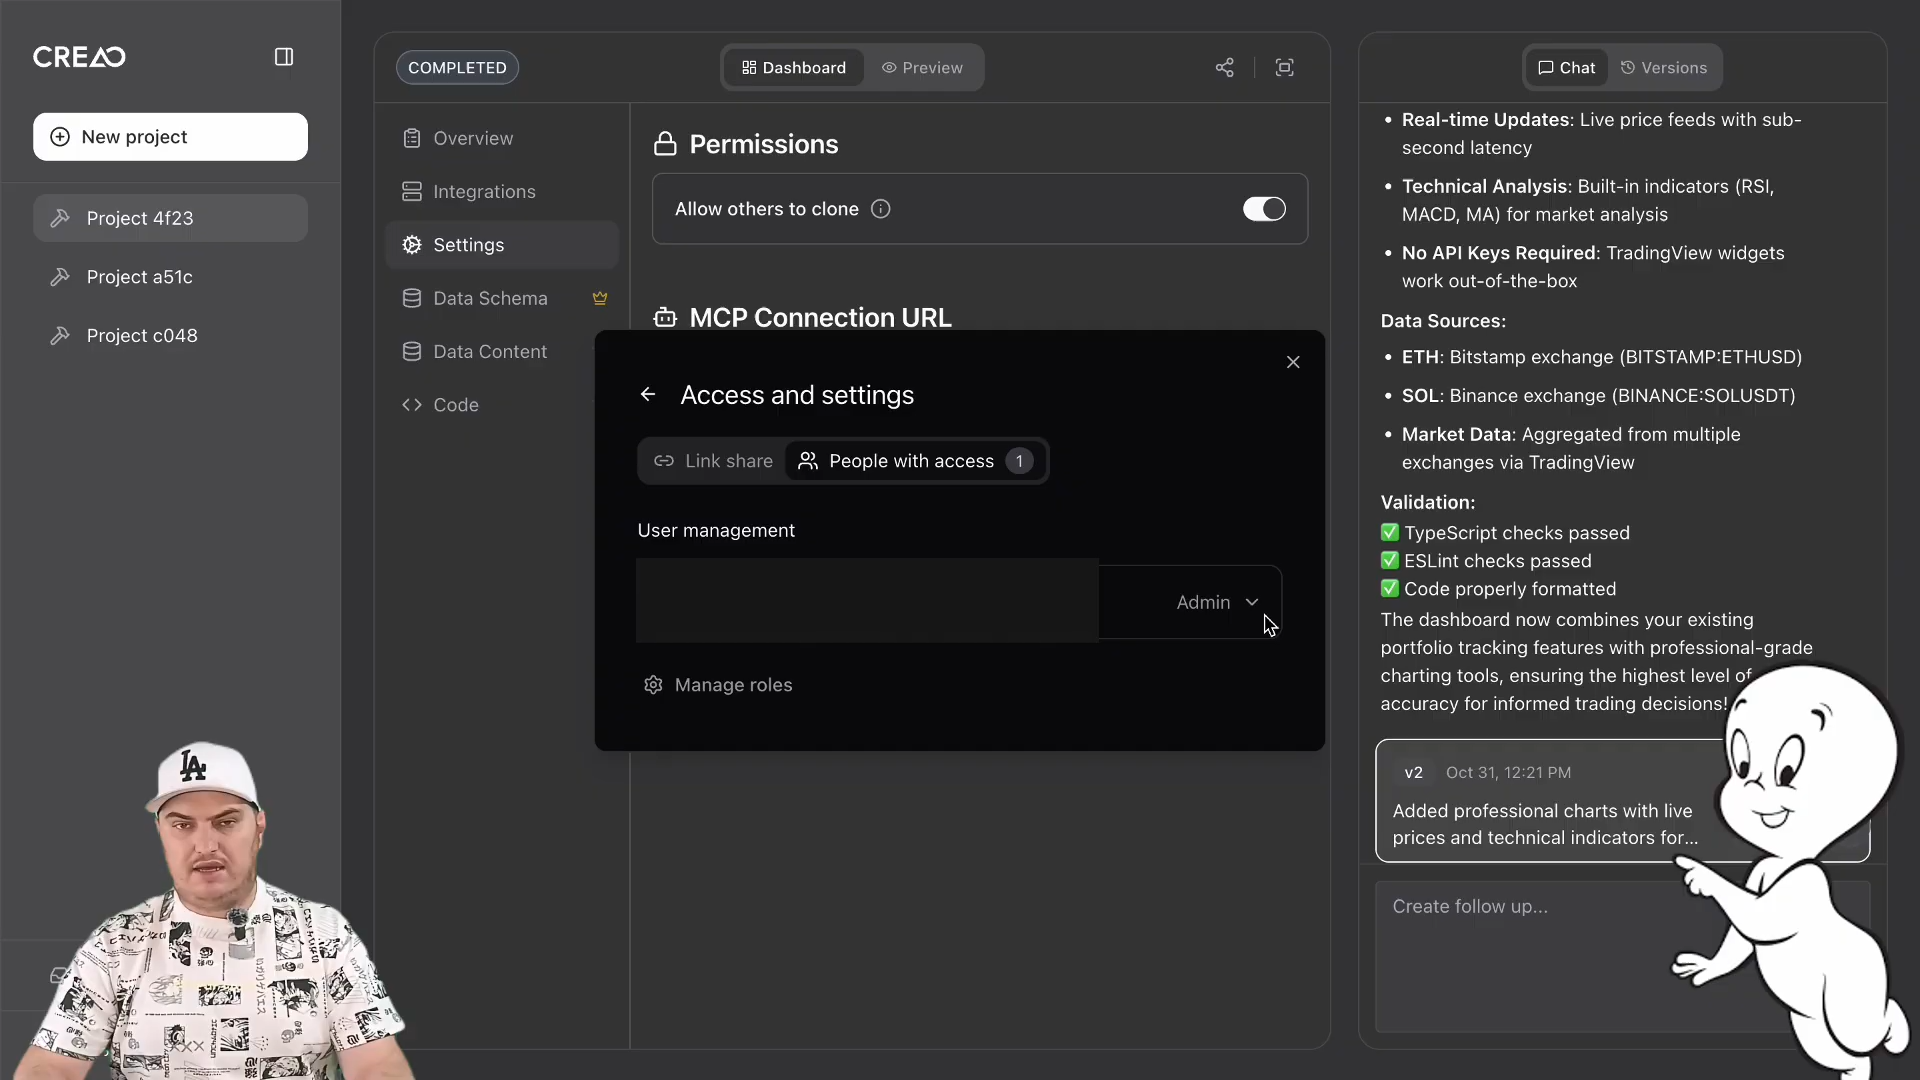 CREAO
New project
Project 4f23
Project a51c
Project c048
COMPLETED
Dashboard
Preview
Overview
Integrations
Settings
Data Schema
Data Content
Code
Permissions
Allow others to clone
MCP Connection URL
Access and settings
Link share
People with access 1
User management
Admin
Manage roles
Chat
Versions
• Real-time Updates: Live price feeds with sub-
second latency
• Technical Analysis: Built-in indicators (RSI,
MACD, MA) for market analysis
• No API Keys Required: TradingView widgets
work out-of-the-box
Data Sources:
• ETH: Bitstamp exchange (BITSTAMP:ETHUSD)
• SOL: Binance exchange (BINANCE:SOLUSDT)
• Market Data: Aggregated from multiple
exchanges via TradingView
Validation:
✅ TypeScript checks passed
✅ ESLint checks passed
✅ Code properly formatted
The dashboard now combines your existing
portfolio tracking features with professional-grade
charting tools, ensuring the highest level of
accuracy for informed trading decisions!
v2 Oct 31, 12:21 PM
Added professional charts with live
prices and technical indicators for...
Create follow up...
LA